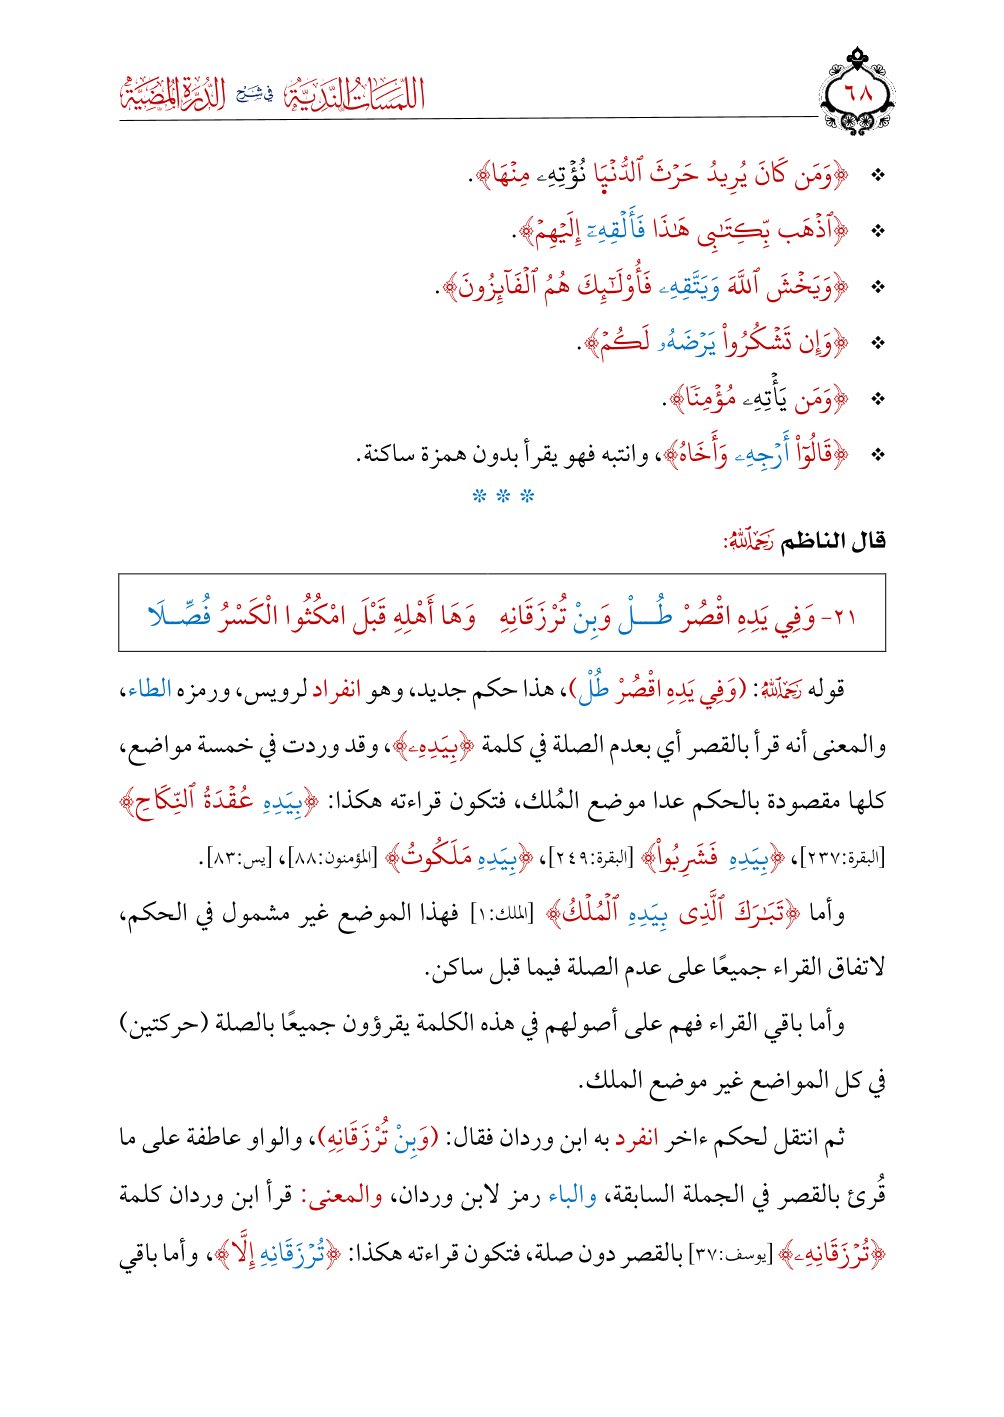 ٦٨
اللمسات الندية في شرح الدرة المضية
❖ ﴿وَمَن كَانَ يُرِيدُ حَرْثَ ٱلدُّنْيَا نُؤْتِهِۦ مِنْهَا﴾.
❖ ﴿ٱذْهَب بِّكِتَٰبِى هَٰذَا فَأَلْقِهِۦٓ إِلَيْهِمْ﴾.
❖ ﴿وَيَخْشَ ٱللَّهَ وَيَتَّقِهِۦ فَأُو۟لَٰٓئِكَ هُمُ ٱلْفَآئِزُونَ﴾.
❖ ﴿وَإِن تَشْكُرُوا۟ يَرْضَهُۥ لَكُمْ﴾.
❖ ﴿وَمَن يَأْتِهِۦ مُؤْمِنًا﴾.
❖ ﴿قَالُوٓا۟ أَرْجِهِۦ وَأَخَاهُ﴾، وانتبه فهو يقرأ بدون همزة ساكنة.
* * *
قال الناظم رَحِمَهُ ٱللَّهُ:
٢١- وَفِي يَدِهِ اقْصُرْ طُـــلْ وَبِنْ تُرْزَقَانِهِ وَهَا أَهْلِهِ قَبْلَ امْكُثُوا الْكَسْرُ فُصِّـلَا
قوله رَحِمَهُ ٱللَّهُ: (وَفِي يَدِهِ اقْصُرْ طُلْ)، هذا حكم جديد، وهو انفراد لرويس، ورمزه الطاء،
والمعنى أنه قرأ بالقصر أي بعدم الصلة في كلمة ﴿بِيَدِهِۦ﴾، وقد وردت في خمسة مواضع،
كلها مقصودة بالحكم عدا موضع المُلك، فتكون قراءته هكذا: ﴿بِيَدِهِ عُقْدَةُ ٱلنِّكَاحِ﴾
[البقرة:٢٣٧]، ﴿بِيَدِهِ فَشَرِبُوا۟﴾ [البقرة:٢٤٩]، ﴿بِيَدِهِ مَلَكُوتُ﴾ [المؤمنون:٨٨]، [يس:٨٣].
وأما ﴿تَبَٰرَكَ ٱلَّذِى بِيَدِهِ ٱلْمُلْكُ﴾ [الملك:١] فهذا الموضع غير مشمول في الحكم،
لاتفاق القراء جميعًا على عدم الصلة فيما قبل ساكن.
وأما باقي القراء فهم على أصولهم في هذه الكلمة يقرؤون جميعًا بالصلة (حركتين)
في كل المواضع غير موضع الملك.
ثم انتقل لحكم ءاخر انفرد به ابن وردان فقال: (وَبِنْ تُرْزَقَانِهِ)، والواو عاطفة على ما
قُرئ بالقصر في الجملة السابقة، والباء رمز لابن وردان، والمعنى: قرأ ابن وردان كلمة
﴿تُرْزَقَانِهِۦ﴾ [يوسف:٣٧] بالقصر دون صلة، فتكون قراءته هكذا: ﴿تُرْزَقَانِهِ إِلَّا﴾، وأما باقي